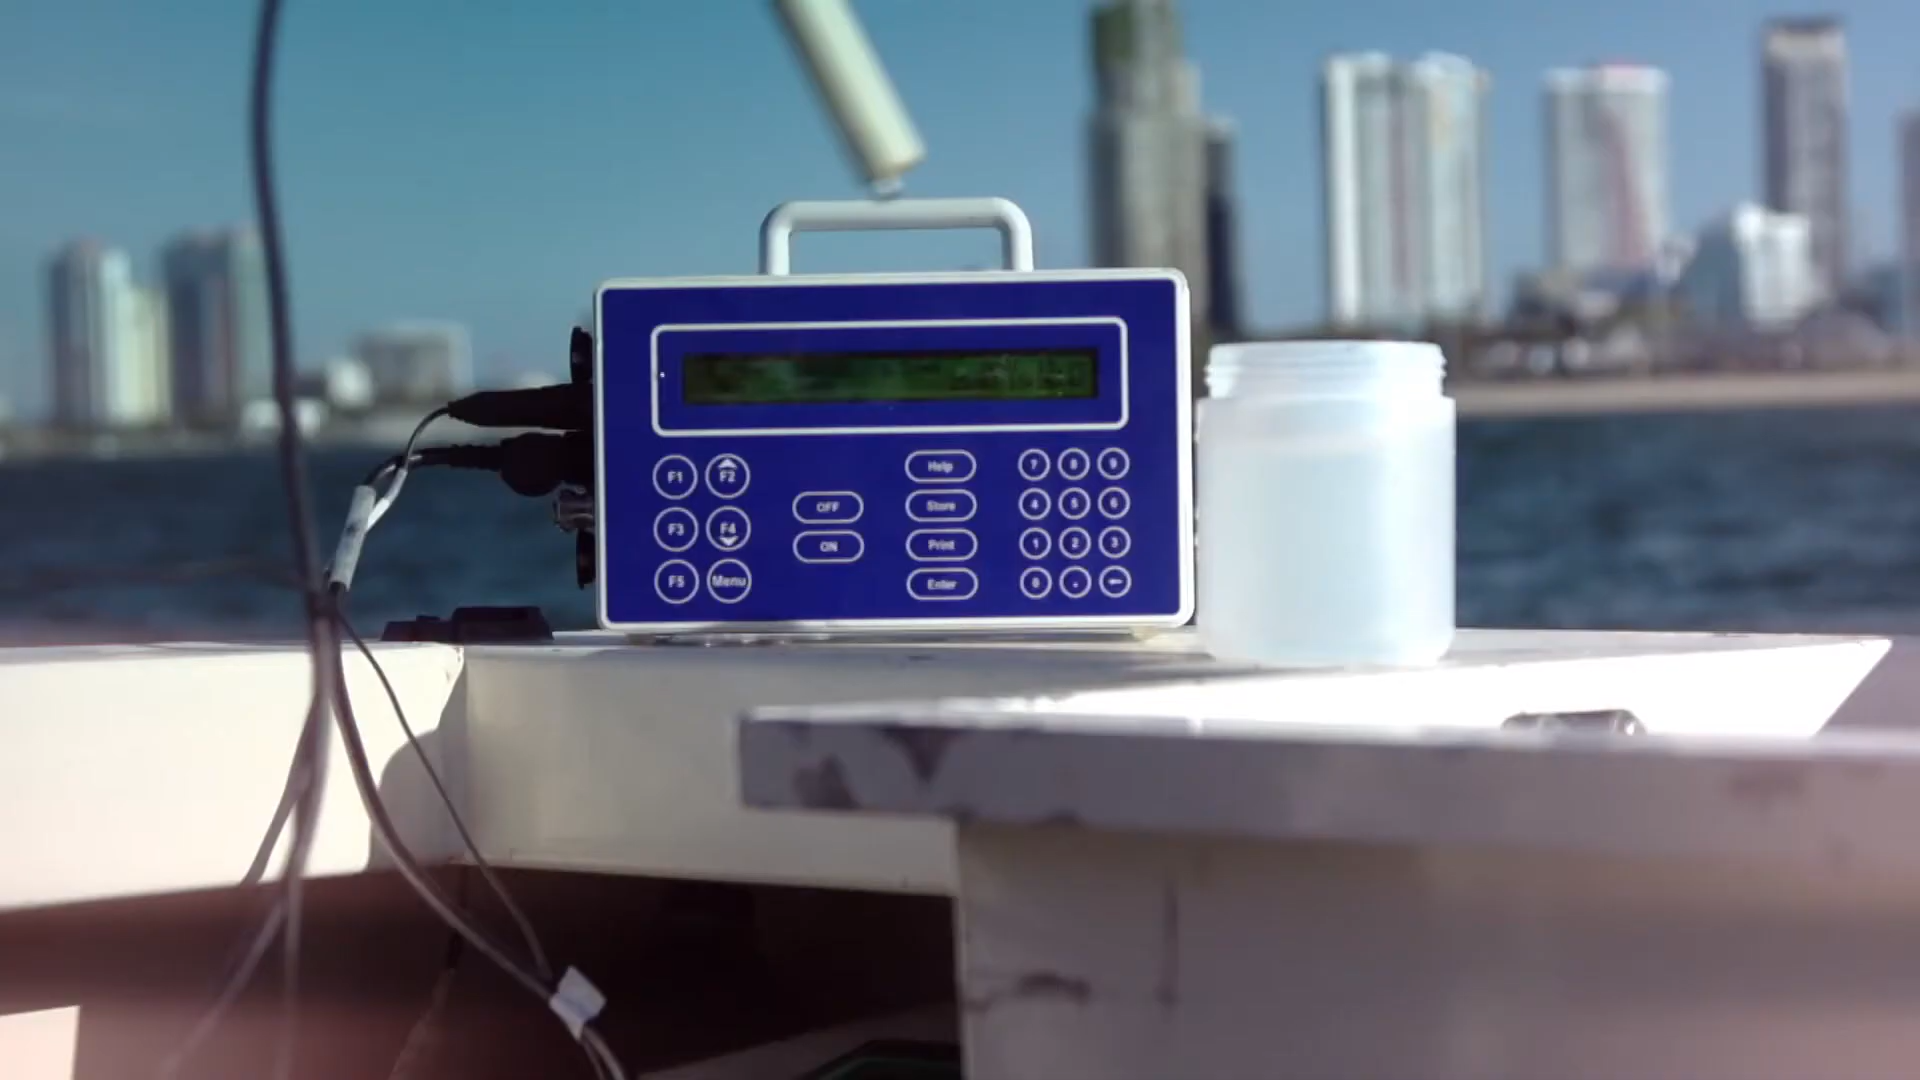 F1 F2
F3 F4
F5 Menu
OFF
ON
Help
Store
Print
Enter
7 8 9
4 5 6
1 2 3
0 .